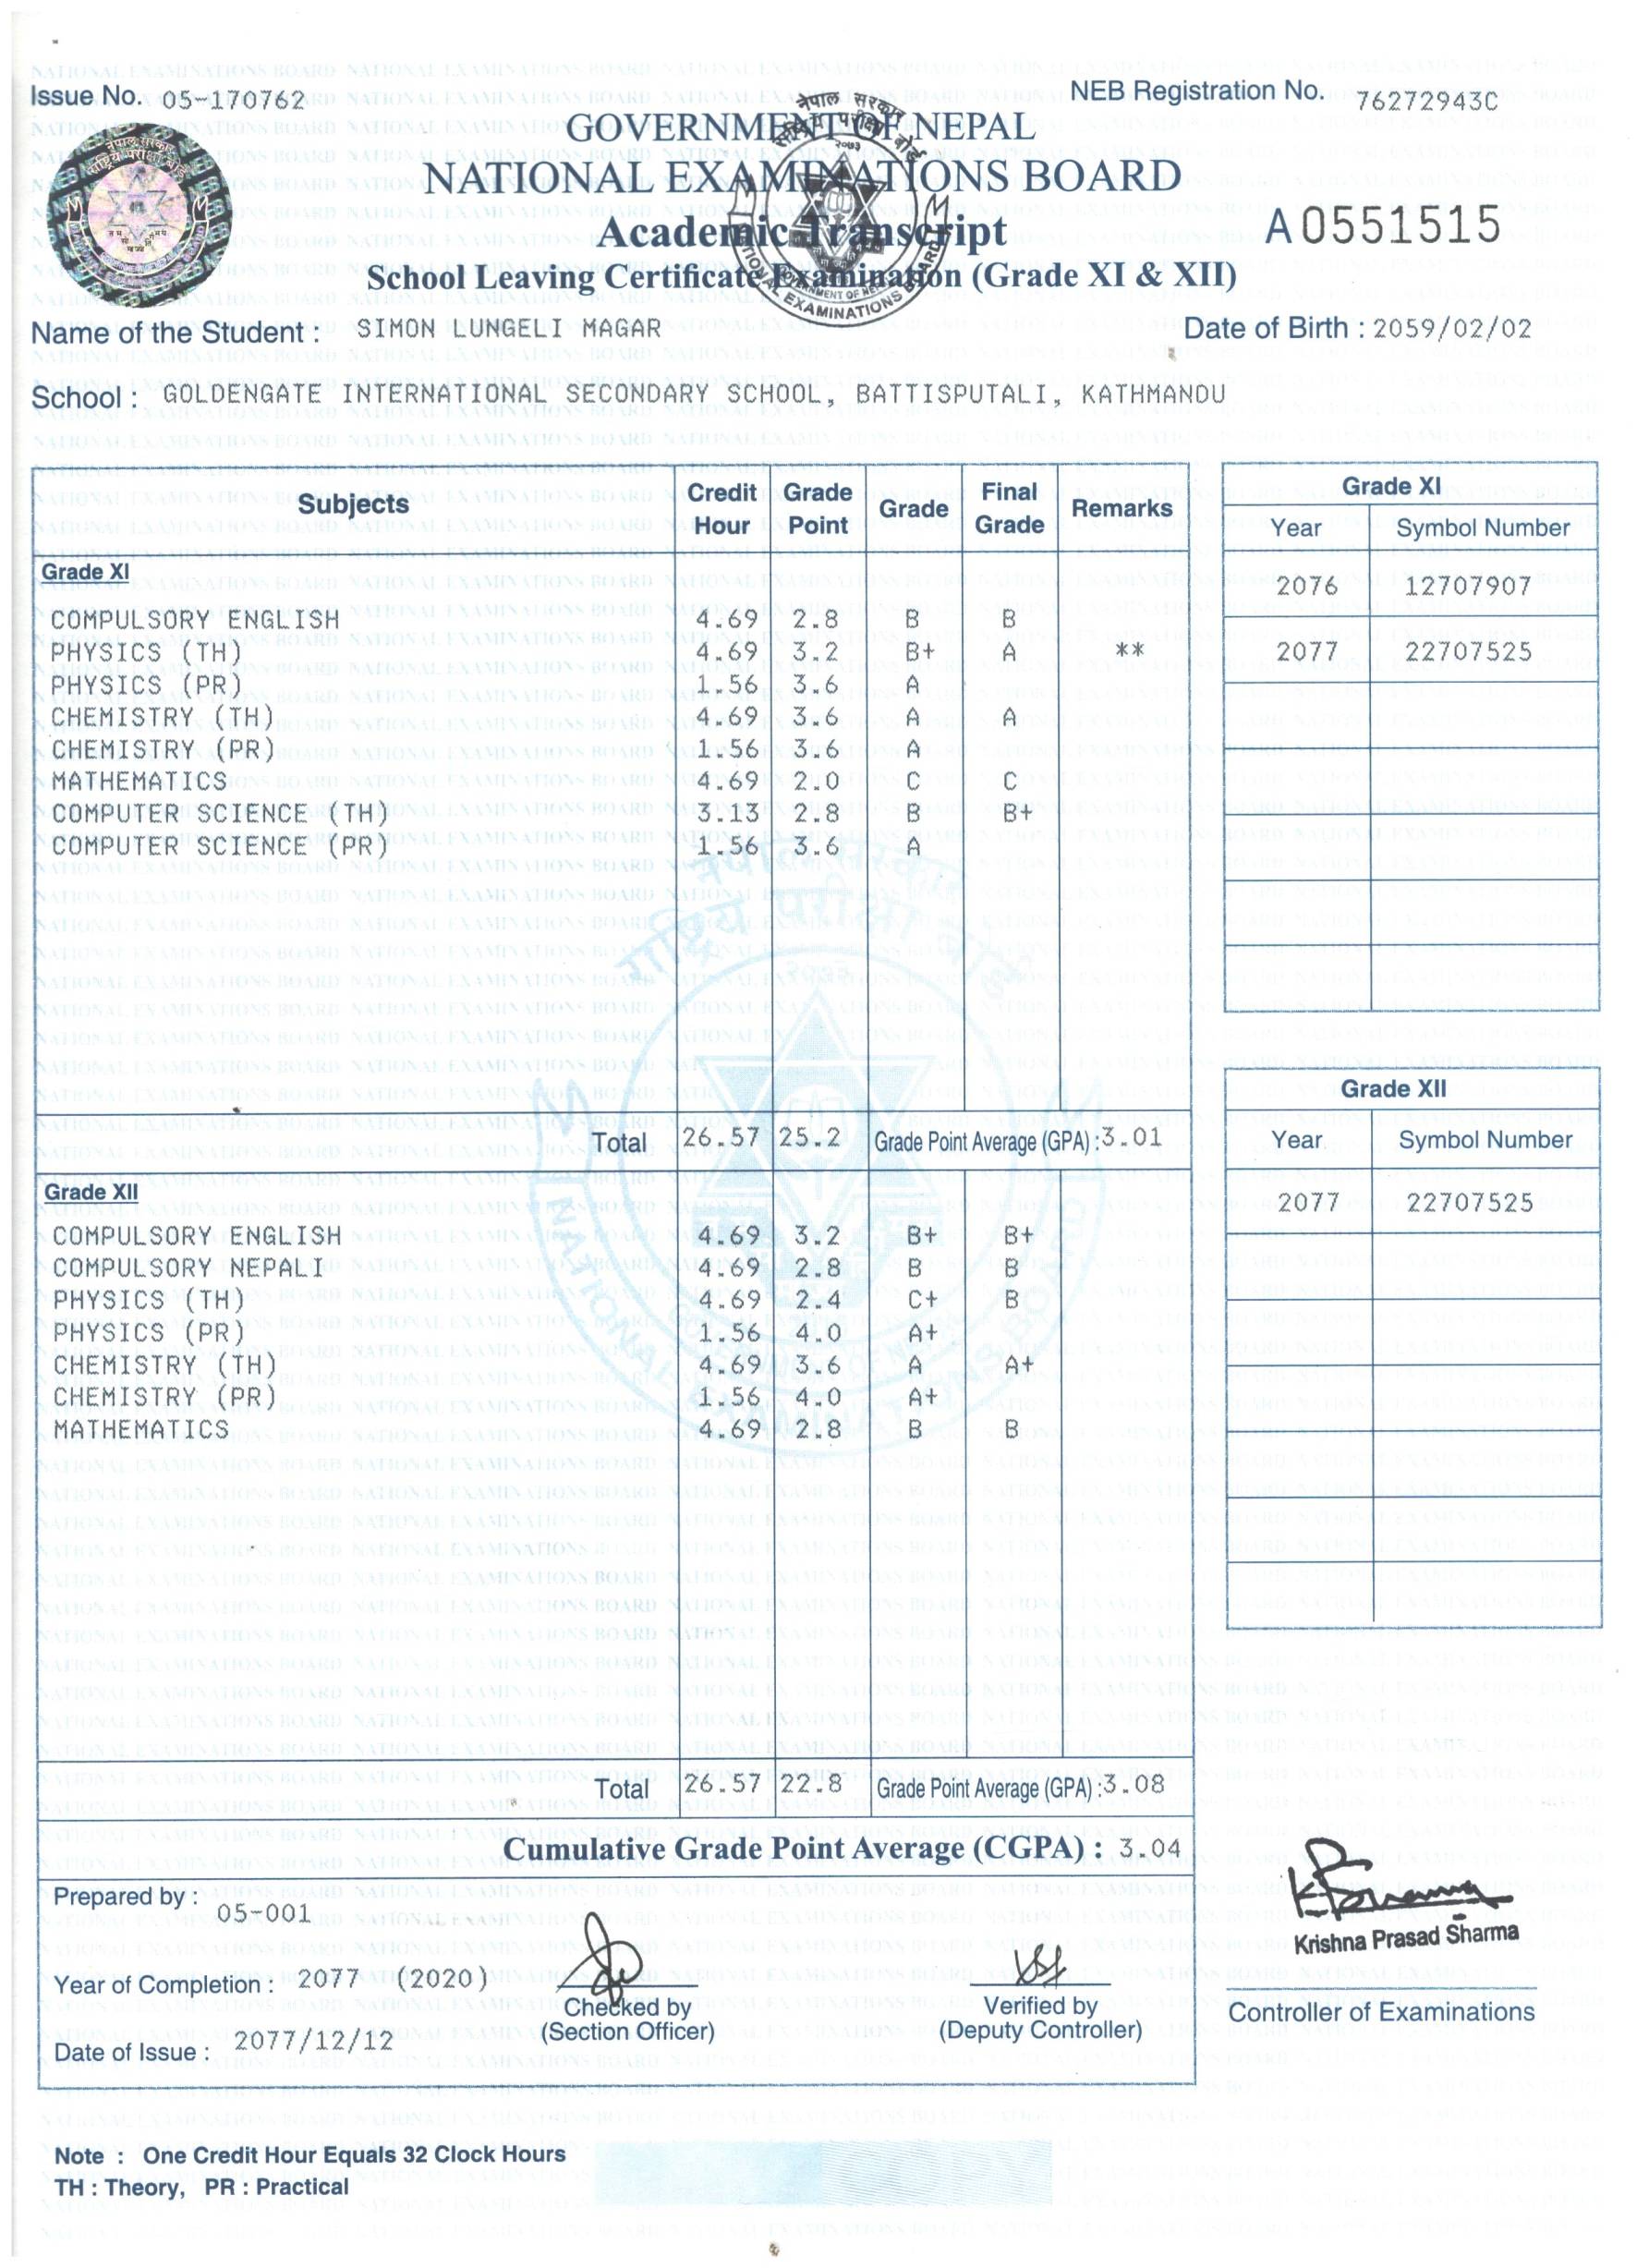 Issue No. 05-170762
NEB Registration No. 76272943C
नेपाल सरकार
राष्ट्रिय परीक्षा बोर्ड
२०७३
GOVERNMENT OF NEPAL
NATIONAL EXAMINATIONS BOARD
Academic Transcript
A 0551515
School Leaving Certificate Examination (Grade XI & XII)
Name of the Student : SIMON LUNGELI MAGAR
Date of Birth : 2059/02/02
School : GOLDENGATE INTERNATIONAL SECONDARY SCHOOL, BATTISPUTALI, KATHMANDU
Subjects Credit Hour Grade Point Grade Final Grade Remarks
Grade XI
COMPULSORY ENGLISH 4.69 2.8 B B
PHYSICS (TH) 4.69 3.2 B+ A **
PHYSICS (PR) 1.56 3.6 A
CHEMISTRY (TH) 4.69 3.6 A A
CHEMISTRY (PR) 1.56 3.6 A
MATHEMATICS 4.69 2.0 C C
COMPUTER SCIENCE (TH) 3.13 2.8 B B+
COMPUTER SCIENCE (PR) 1.56 3.6 A
Total 26.57 25.2 Grade Point Average (GPA) : 3.01
Grade XII
COMPULSORY ENGLISH 4.69 3.2 B+ B+
COMPULSORY NEPALI 4.69 2.8 B B
PHYSICS (TH) 4.69 2.4 C+ B
PHYSICS (PR) 1.56 4.0 A+
CHEMISTRY (TH) 4.69 3.6 A A+
CHEMISTRY (PR) 1.56 4.0 A+
MATHEMATICS 4.69 2.8 B B
Total 26.57 22.8 Grade Point Average (GPA) : 3.08
Cumulative Grade Point Average (CGPA) : 3.04
Grade XI
Year Symbol Number
2076 12707907
2077 22707525
Grade XII
Year Symbol Number
2077 22707525
Prepared by : 05-001
Year of Completion : 2077 (2020)
Date of Issue : 2077/12/12
Checked by
(Section Officer)
Verified by
(Deputy Controller)
Krishna Prasad Sharma
Controller of Examinations
Note : One Credit Hour Equals 32 Clock Hours
TH : Theory, PR : Practical
COPY